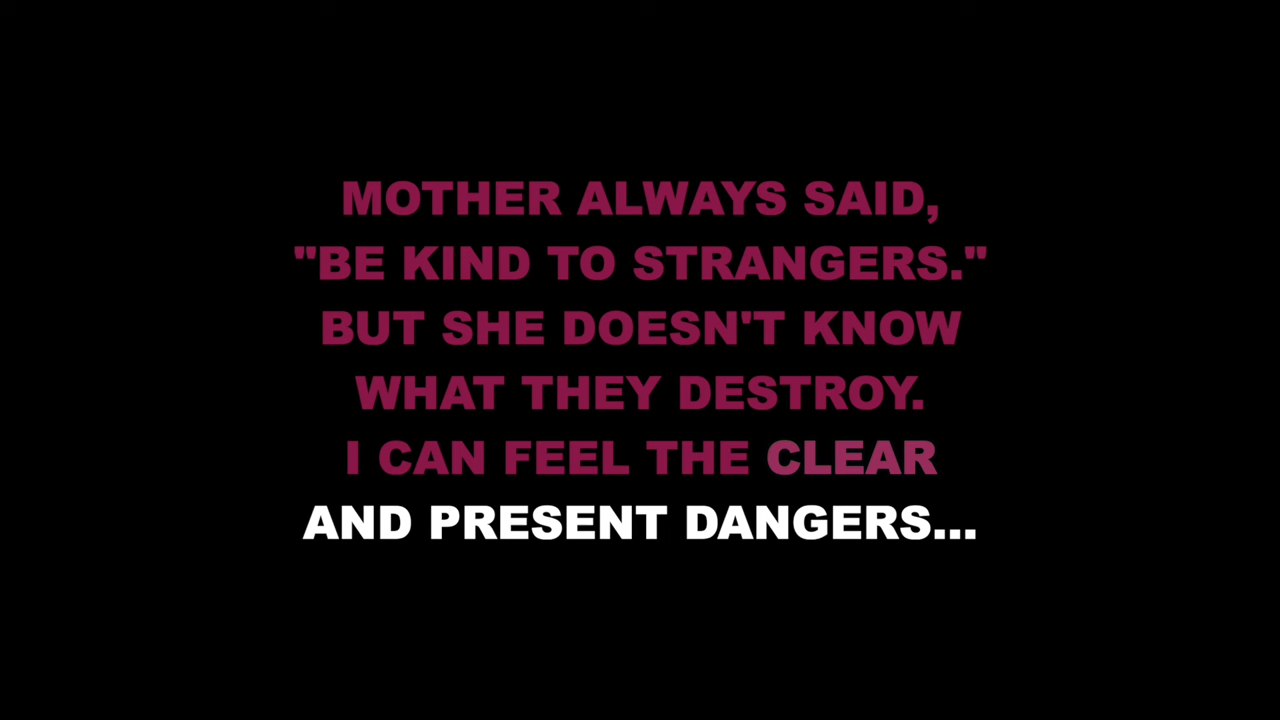 MOTHER ALWAYS SAID,
"BE KIND TO STRANGERS."
BUT SHE DOESN'T KNOW
WHAT THEY DESTROY.
I CAN FEEL THE CLEAR
AND PRESENT DANGERS...